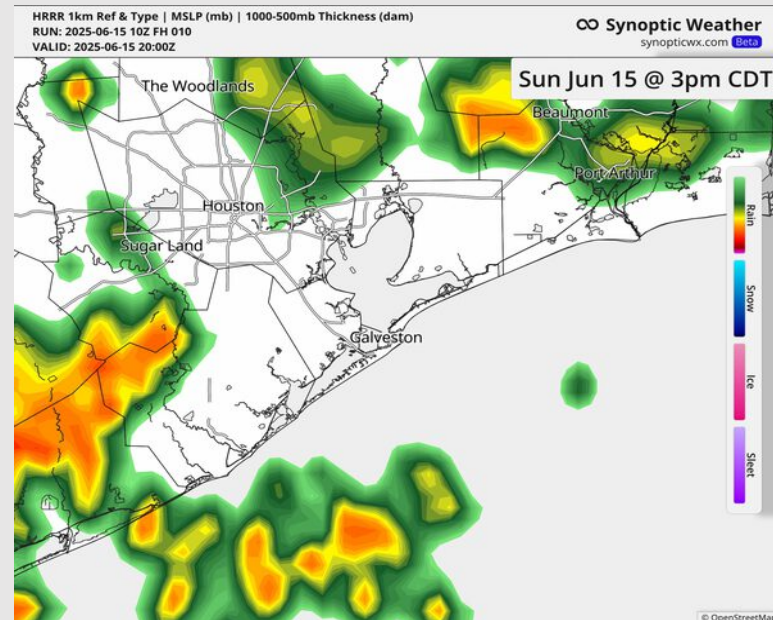 HRRR 1km Ref & Type | MSLP (mb) | 1000-500mb Thickness (dam)
RUN: 2025-06-15 10Z FH 010
VALID: 2025-06-15 20:00Z
Synoptic Weather
synopticwx.com Beta
Sun Jun 15 @ 3pm CDT
The Woodlands
Beaumont
Port Arthur
Houston
Sugar Land
Galveston
Rain
Snow
Ice
Sleet
© OpenStreetMa